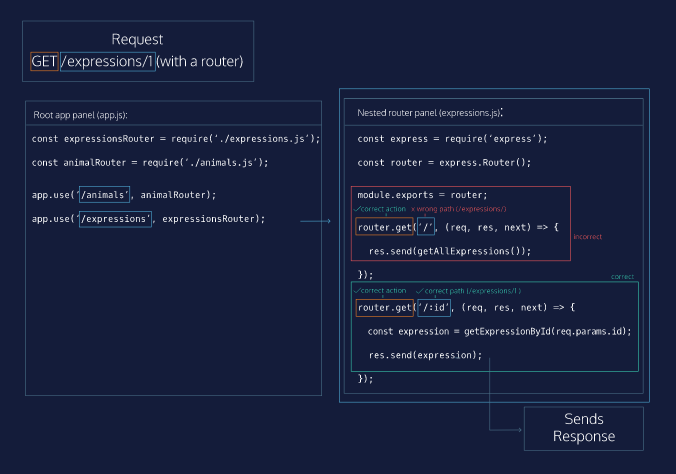 Request
GET /expressions/1 (with a router)
Root app panel (app.js):
const expressionsRouter = require('./expressions.js');
const animalRouter = require('./animals.js');
app.use('/animals', animalRouter);
app.use('/expressions', expressionsRouter);
Nested router panel (expressions.js):
const express = require('express');
const router = express.Router();
module.exports = router;
✓correct action x wrong path (/expressions/)
router.get('/', (req, res, next) => {
incorrect
res.send(getAllExpressions());
});
correct
✓correct action ✓correct path (/expressions/1 )
router.get('/:id', (req, res, next) => {
const expression = getExpressionById(req.params.id);
res.send(expression);
});
Sends
Response